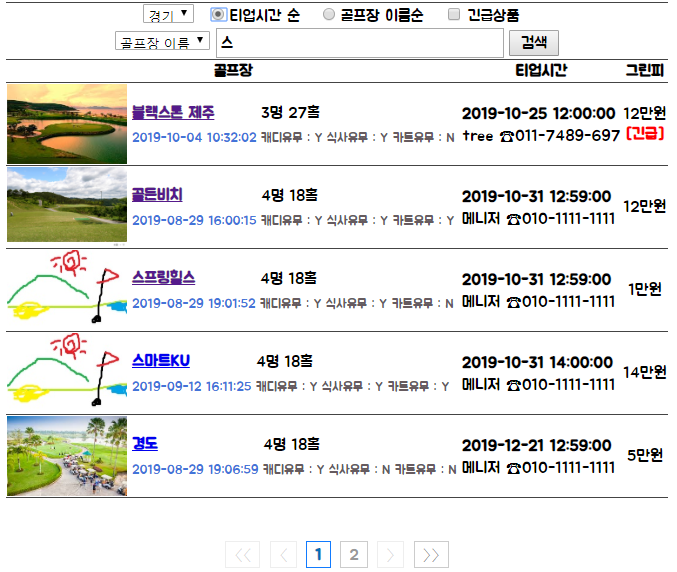 경기 ▼ 티업시간 순 골프장 이름순 긴급상품
골프장 이름 ▼ 스 검색
골프장 티업시간 그린피
블랙스톤 제주 3명 27홀 2019-10-25 12:00:00 12만원
2019-10-04 10:32:02 캐디유무 : Y 식사유무 : Y 카트유무 : N tree ☎011-7489-697 [긴급]
골든비치 4명 18홀 2019-10-31 12:59:00 12만원
2019-08-29 16:00:15 캐디유무 : Y 식사유무 : Y 카트유무 : Y 메니저 ☎010-1111-1111
스프링힐스 4명 18홀 2019-10-31 12:59:00 1만원
2019-08-29 19:01:52 캐디유무 : Y 식사유무 : Y 카트유무 : N 메니저 ☎010-1111-1111
스마트KU 4명 18홀 2019-10-31 14:00:00 14만원
2019-09-12 16:11:25 캐디유무 : Y 식사유무 : Y 카트유무 : Y 메니저 ☎010-1111-1111
경도 4명 18홀 2019-12-21 12:59:00 5만원
2019-08-29 19:06:59 캐디유무 : Y 식사유무 : N 카트유무 : N 메니저 ☎010-1111-1111
<< < 1 2 > >>